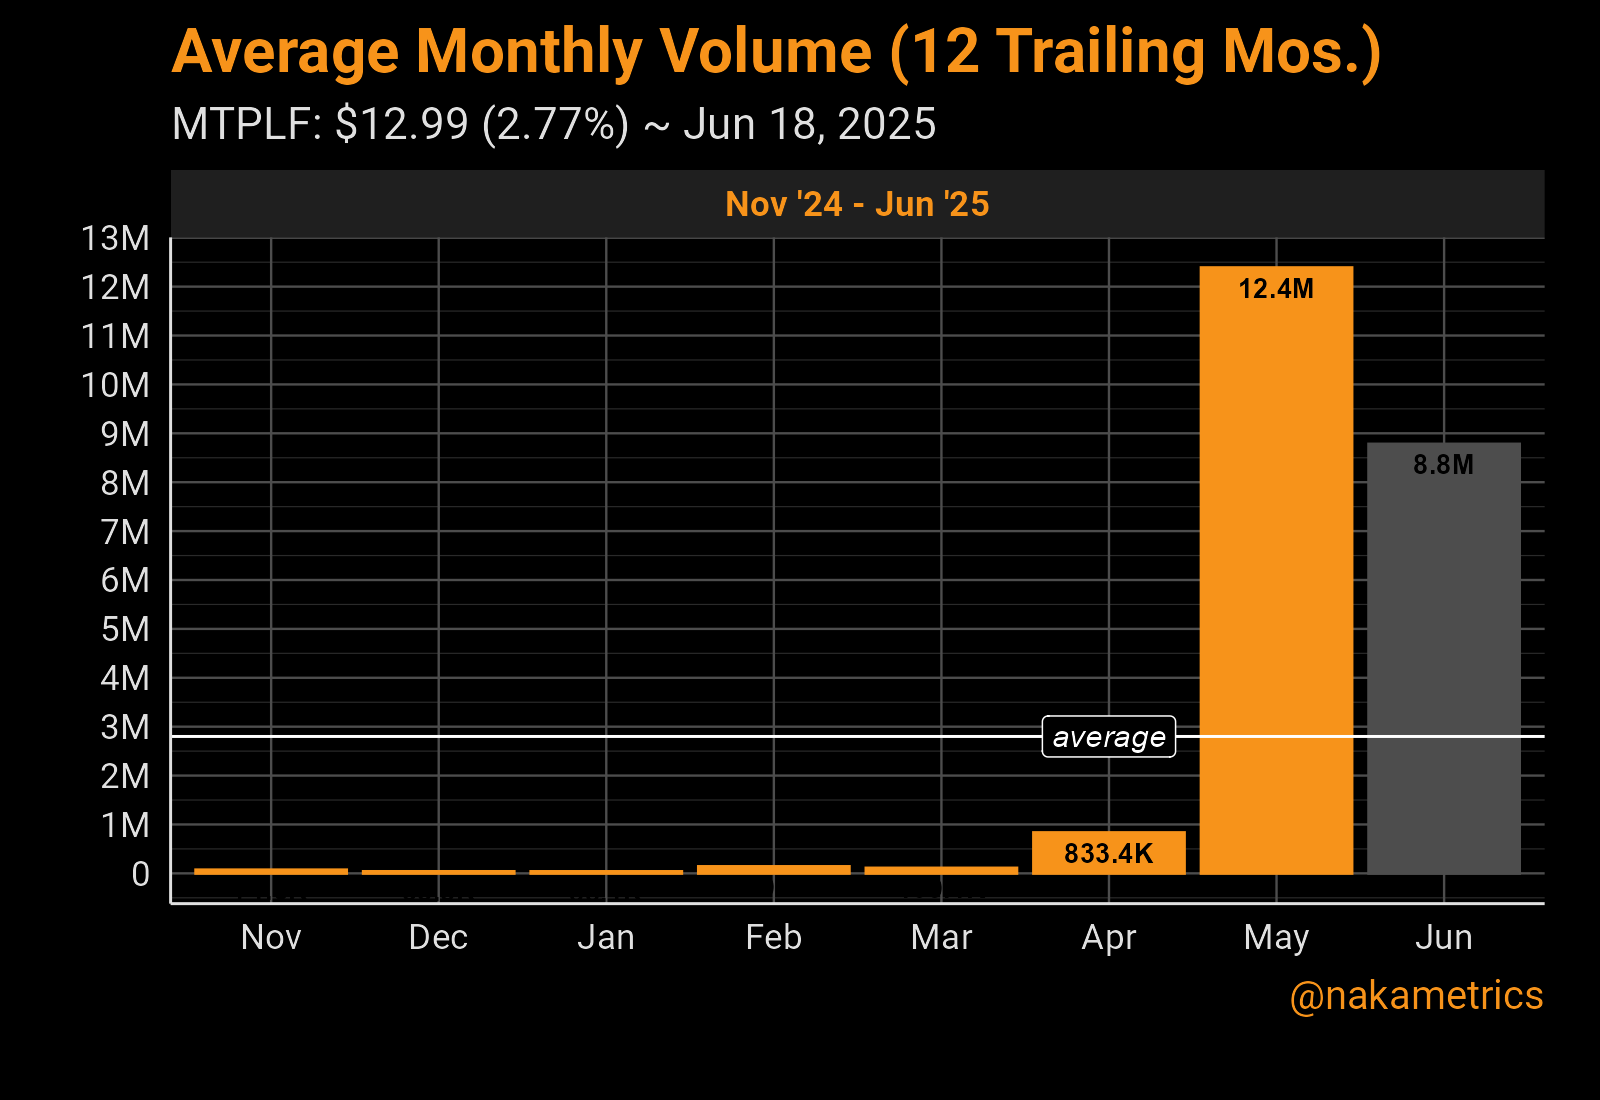 Average Monthly Volume (12 Trailing Mos.)
MTPLF: $12.99 (2.77%) ~ Jun 18, 2025
Nov '24 - Jun '25
13M
12M
11M
10M
9M
8M
7M
6M
5M
4M
3M
2M
1M
0
12.4M
8.8M
average
833.4K
Nov Dec Jan Feb Mar Apr May Jun
@nakametrics